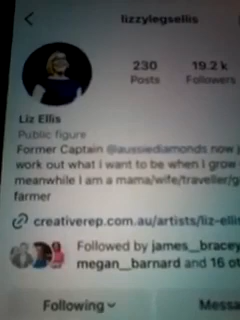 lizzylegsellis
230 19.2 k
Posts Followers
Liz Ellis
Public figure
Former Captain @aussiediamonds now
work out what I want to be when I grow
meanwhile I am a mama/wife/traveller/
farmer
creativerep.com.au/artists/liz-ellis
Followed by james__bracey
megan__barnard and 16
Following